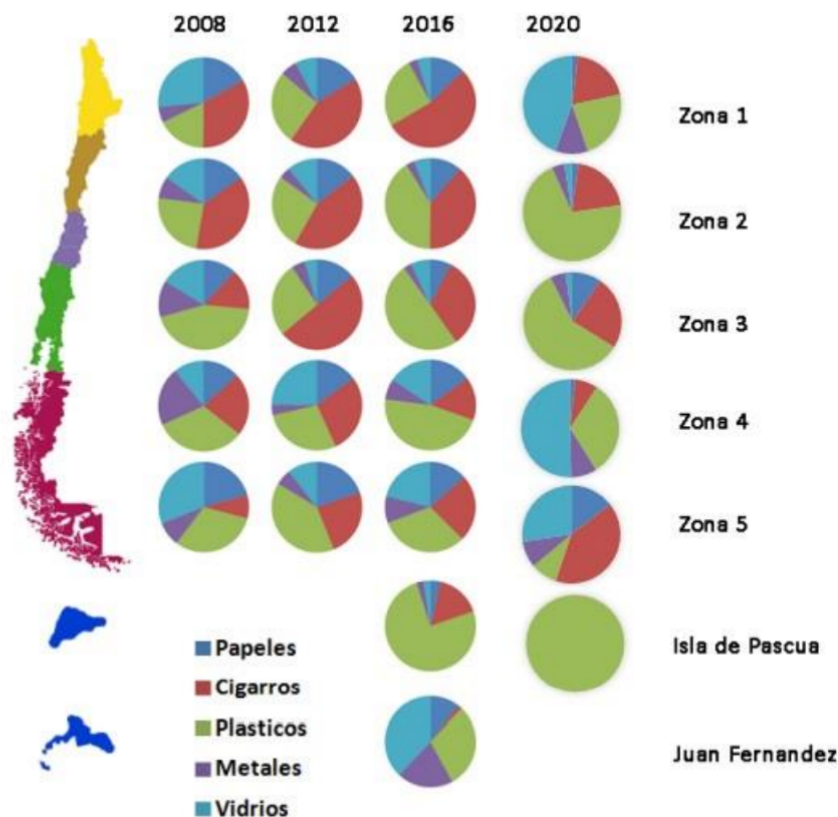 2008 2012 2016 2020
Zona 1
Zona 2
Zona 3
Zona 4
Zona 5
Isla de Pascua
Juan Fernandez
Papeles
Cigarros
Plasticos
Metales
Vidrios